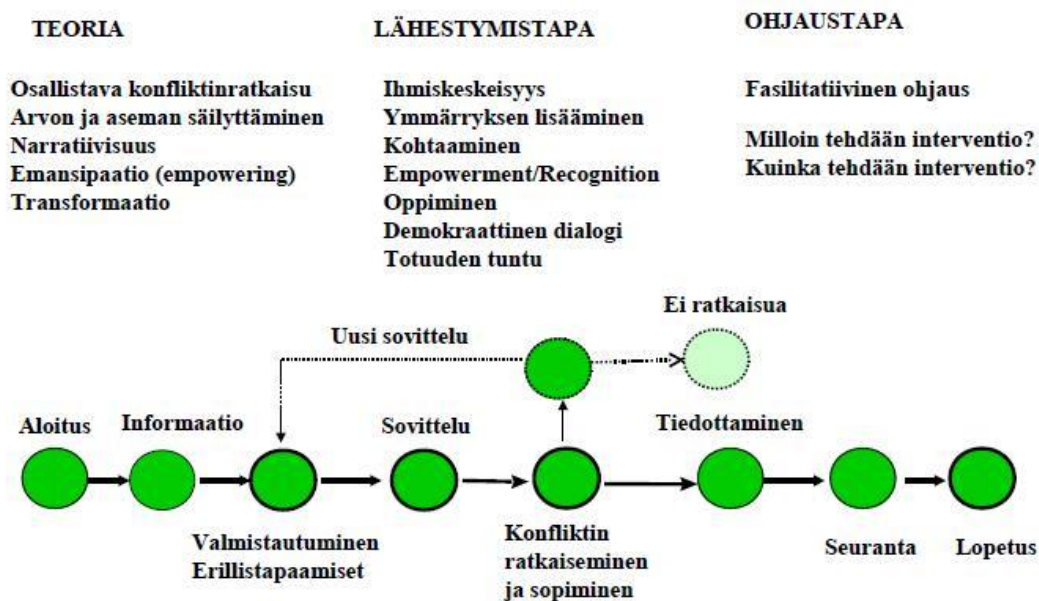 TEORIA
Osallistava konfliktinratkaisu
Arvon ja aseman säilyttäminen
Narratiivisuus
Emansipaatio (empowering)
Transformaatio
LÄHESTYMISTAPA
Ihmiskeskeisyys
Ymmärryksen lisääminen
Kohtaaminen
Empowerment/Recognition
Oppiminen
Demokraattinen dialogi
Totuuden tuntu
OHJAUSTAPA
Fasilitatiivinen ohjaus
Milloin tehdään interventio?
Kuinka tehdään interventio?
Ei ratkaisua
Uusi sovittelu
Aloitus
Informaatio
Sovittelu
Tiedottaminen
Valmistautuminen
Erillistapaamiset
Konfliktin
ratkaiseminen
ja sopiminen
Seuranta
Lopetus